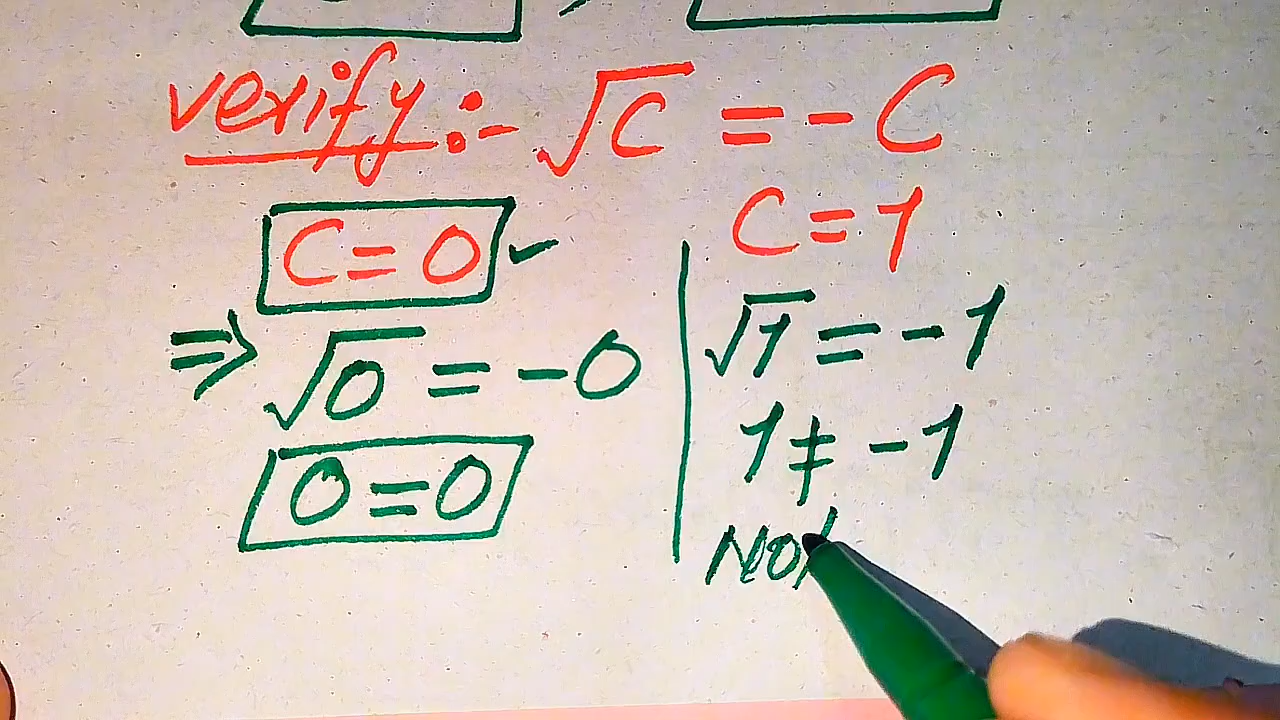 verify :- √C = - C
C = 0 ✓
C = 1
⇒ √0 = -0
√1 = -1
0 = 0
1 ≠ -1
Not